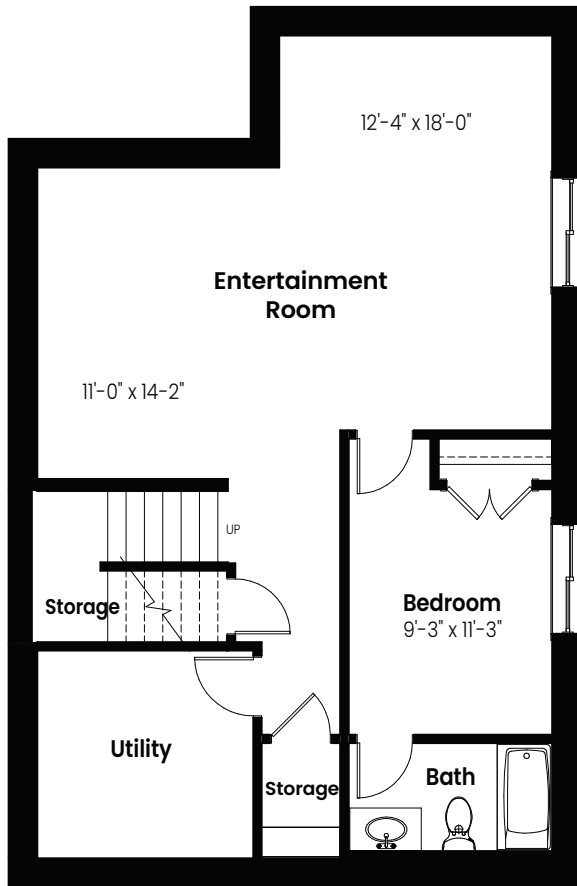 12'-4" x 18'-0"
Entertainment
Room
11'-0" x 14-2"
UP
Storage
Bedroom
9'-3" x 11'-3"
Utility
Storage
Bath